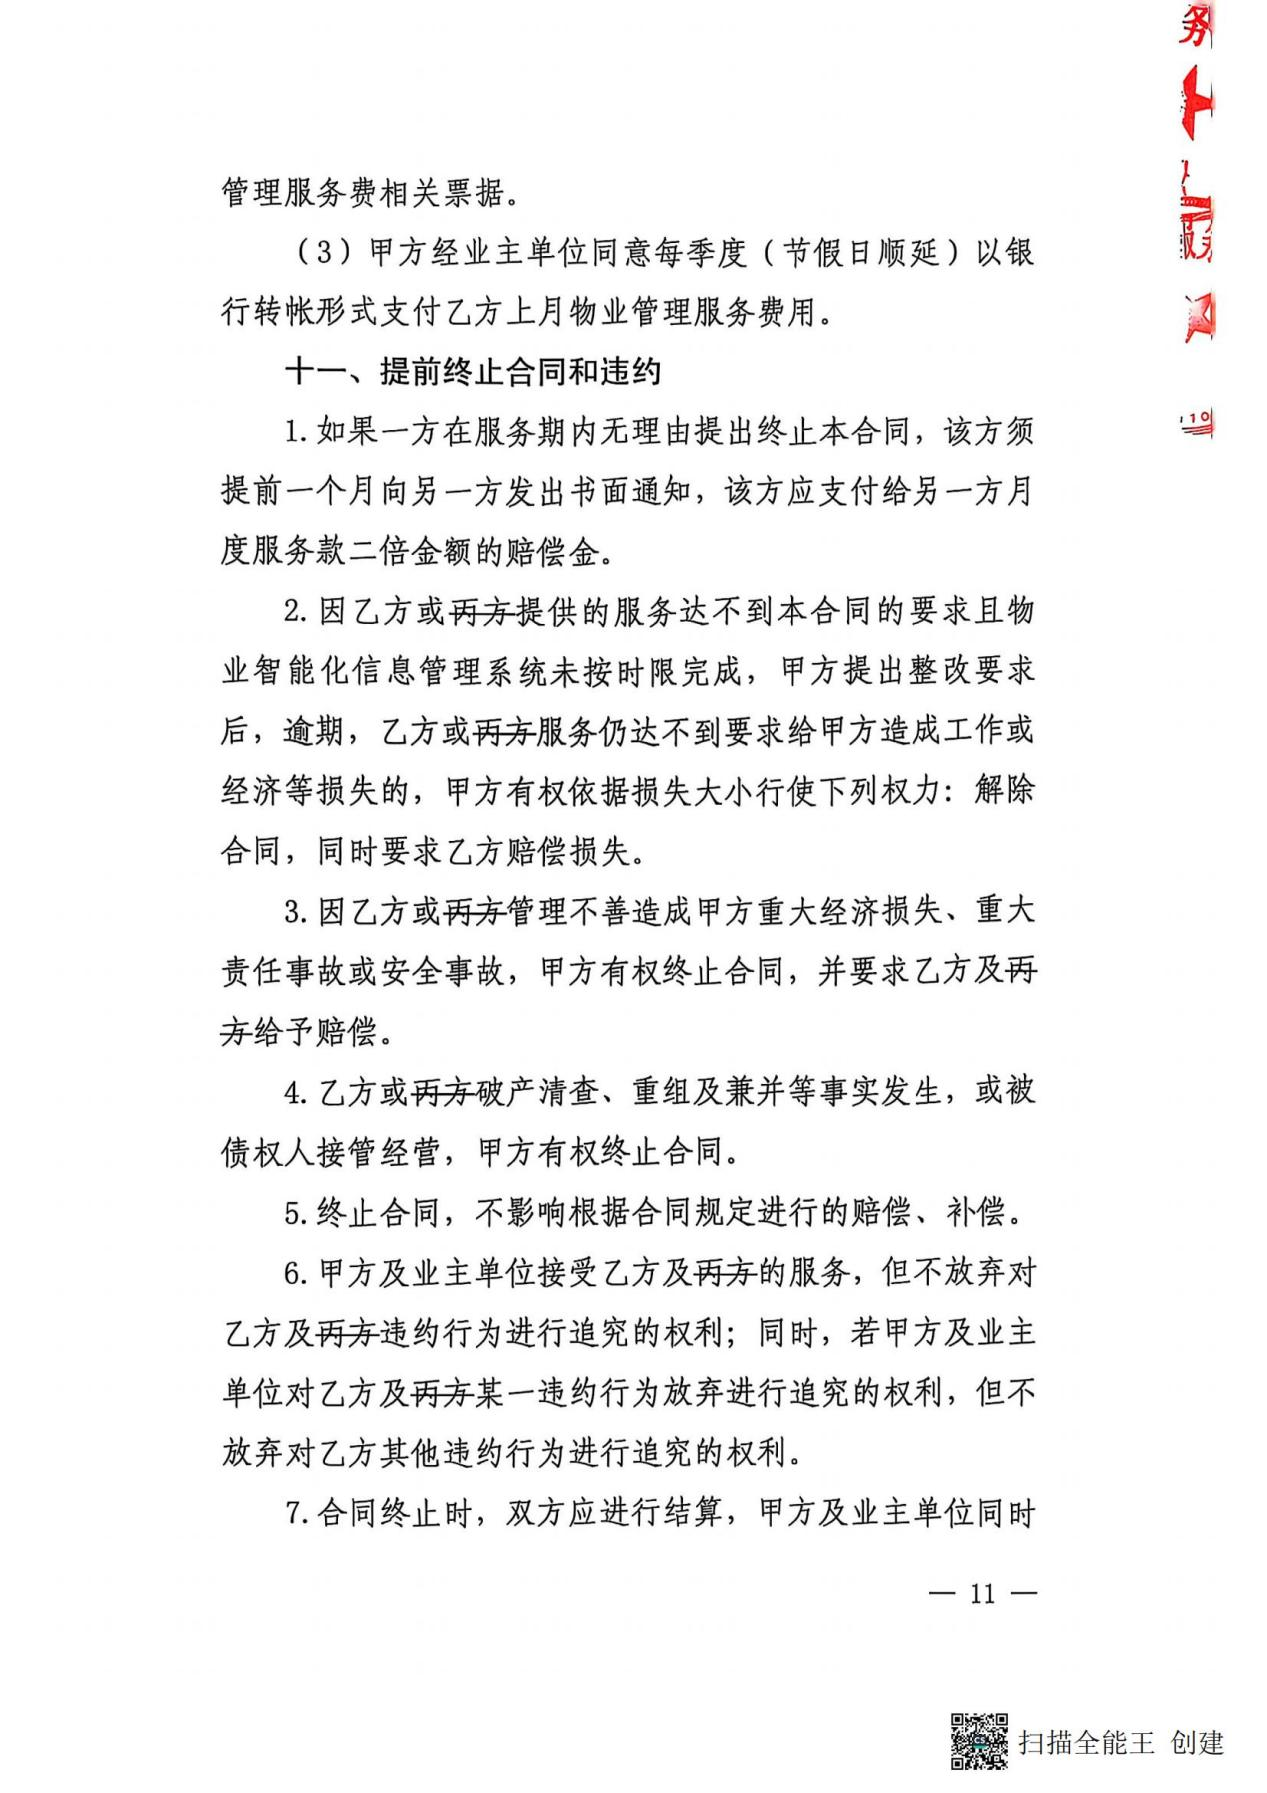 务
管理服务费相关票据。
（3）甲方经业主单位同意每季度（节假日顺延）以银
行转帐形式支付乙方上月物业管理服务费用。
十一、提前终止合同和违约
1.如果一方在服务期内无理由提出终止本合同，该方须
提前一个月向另一方发出书面通知，该方应支付给另一方月
度服务款二倍金额的赔偿金。
2.因乙方或丙方提供的服务达不到本合同的要求且物
业智能化信息管理系统未按时限完成，甲方提出整改要求
后，逾期，乙方或丙方服务仍达不到要求给甲方造成工作或
经济等损失的，甲方有权依据损失大小行使下列权力：解除
合同，同时要求乙方赔偿损失。
3.因乙方或丙方管理不善造成甲方重大经济损失、重大
责任事故或安全事故，甲方有权终止合同，并要求乙方及丙
方给予赔偿。
4.乙方或丙方破产清查、重组及兼并等事实发生，或被
债权人接管经营，甲方有权终止合同。
5.终止合同，不影响根据合同规定进行的赔偿、补偿。
6.甲方及业主单位接受乙方及丙方的服务，但不放弃对
乙方及丙方违约行为进行追究的权利；同时，若甲方及业主
单位对乙方及丙方某一违约行为放弃进行追究的权利，但不
放弃对乙方其他违约行为进行追究的权利。
7.合同终止时，双方应进行结算，甲方及业主单位同时
— 11 —
扫描全能王 创建